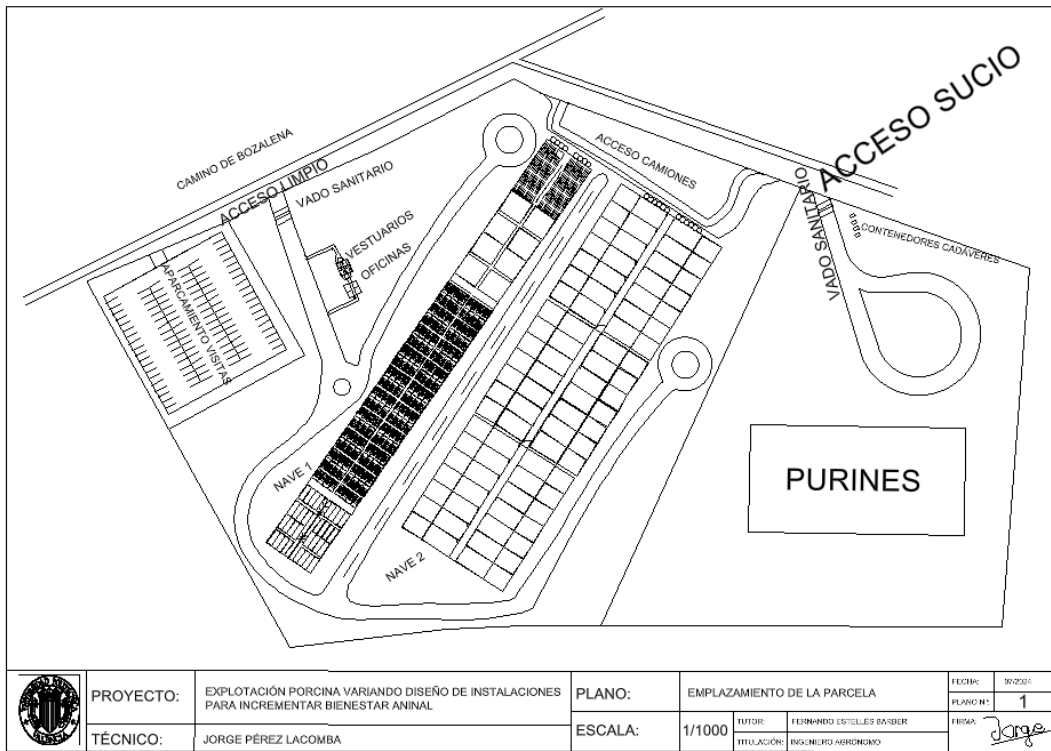 ACCESO SUCIO
CAMINO DE BOZALENA
ACCESO LIMPIO
VADO SANITARIO
ACCESO CAMIONES
VESTUARIOS
OFICINAS
APARCAMIENTO VISITAS
VADO SANITARIO
CONTENEDORES CADÁVERES
NAVE 1
NAVE 2
PURINES
PROYECTO:
EXPLOTACIÓN PORCINA VARIANDO DISEÑO DE INSTALACIONES
PARA INCREMENTAR BIENESTAR ANINAL
TÉCNICO:
JORGE PÉREZ LACOMBA
PLANO:
EMPLAZAMIENTO DE LA PARCELA
ESCALA:
1/1000
TUTOR:
FERNANDO ESTELLÉS BARBER
TITULACIÓN:
INGENIERO AGRÓNOMO
FECHA:
07/2024
PLANO Nº:
1
FIRMA:
Jorge